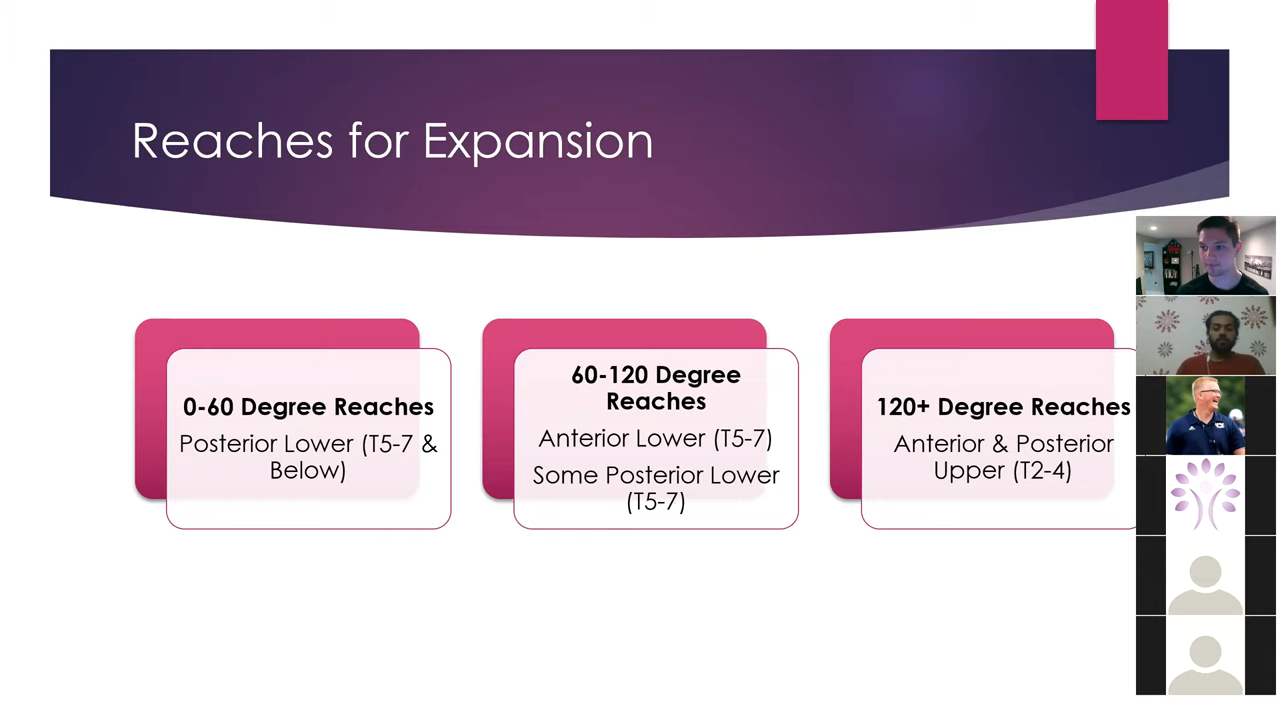 Reaches for Expansion
0-60 Degree Reaches
Posterior Lower (T5-7 &
Below)
60-120 Degree
Reaches
Anterior Lower (T5-7)
Some Posterior Lower
(T5-7)
120+ Degree Reaches
Anterior & Posterior
Upper (T2-4)